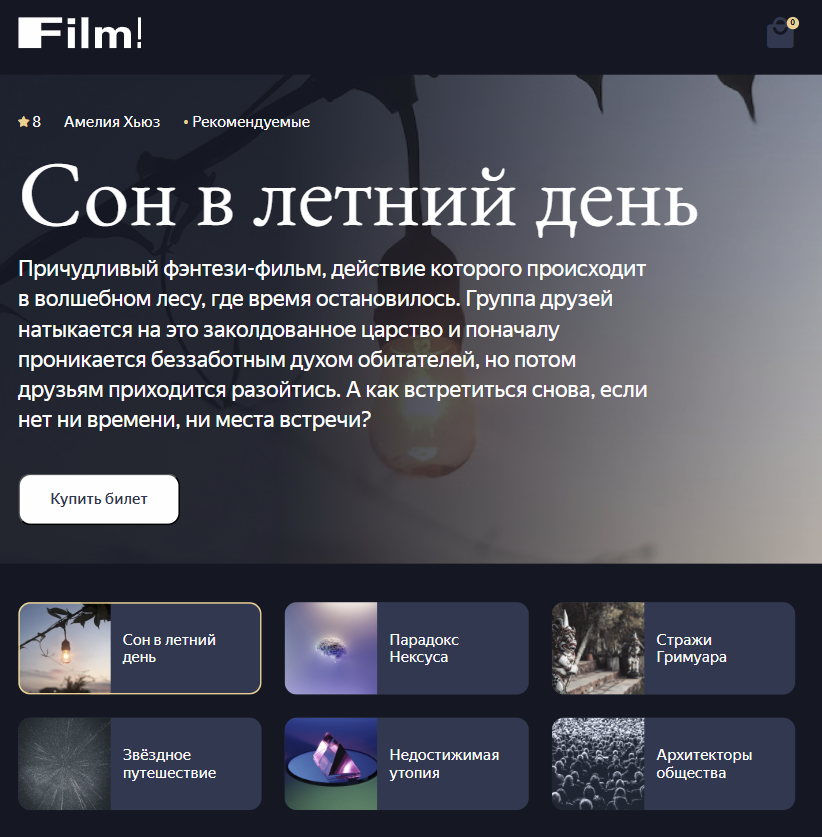 Film!
0
8 Амелия Хьюз • Рекомендуемые
Сон в летний день
Причудливый фэнтези-фильм, действие которого происходит
в волшебном лесу, где время остановилось. Группа друзей
натыкается на это заколдованное царство и поначалу
проникается беззаботным духом обитателей, но потом
друзьям приходится разойтись. А как встретиться снова, если
нет ни времени, ни места встречи?
Купить билет
Сон в летний
день
Парадокс
Нексуса
Стражи
Гримуара
Звёздное
путешествие
Недостижимая
утопия
Архитекторы
общества